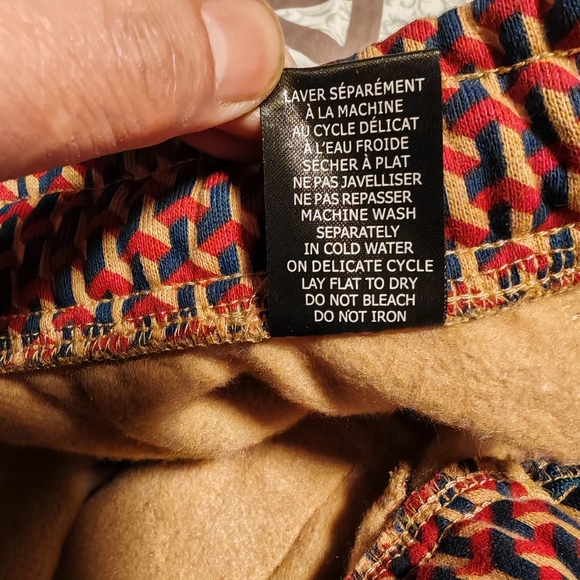 LAVER SÉPARÉMENT
À LA MACHINE
AU CYCLE DÉLICAT
À L'EAU FROIDE
SÉCHER À PLAT
NE PAS JAVELLISER
NE PAS REPASSER
MACHINE WASH
SEPARATELY
IN COLD WATER
ON DELICATE CYCLE
LAY FLAT TO DRY
DO NOT BLEACH
DO NOT IRON